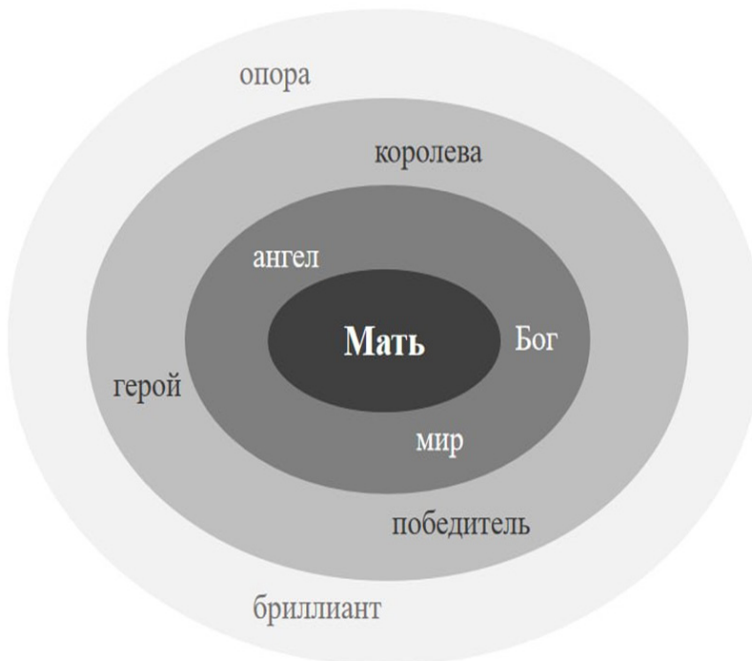 опора
королева
ангел
Мать
Бог
герой
мир
победитель
бриллиант